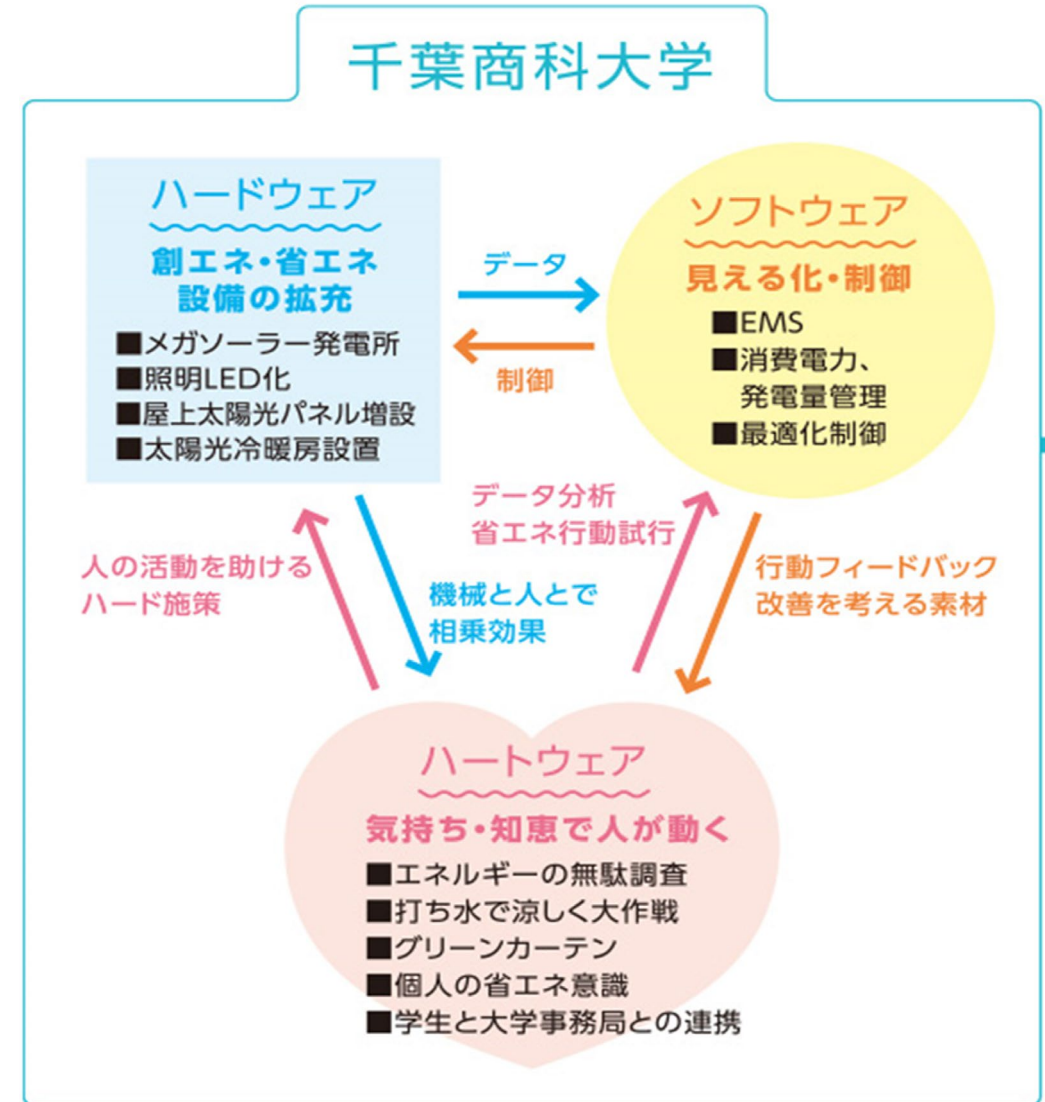 千葉商科大学
ハードウェア
創エネ・省エネ
設備の拡充
■メガソーラー発電所
■照明LED化
■屋上太陽光パネル増設
■太陽光冷暖房設置
データ
制御
ソフトウェア
見える化・制御
■EMS
■消費電力、
発電量管理
■最適化制御
人の活動を助ける
ハード施策
機械と人とで
相乗効果
データ分析
省エネ行動試行
行動フィードバック
改善を考える素材
ハートウェア
気持ち・知恵で人が動く
■エネルギーの無駄調査
■打ち水で涼しく大作戦
■グリーンカーテン
■個人の省エネ意識
■学生と大学事務局との連携